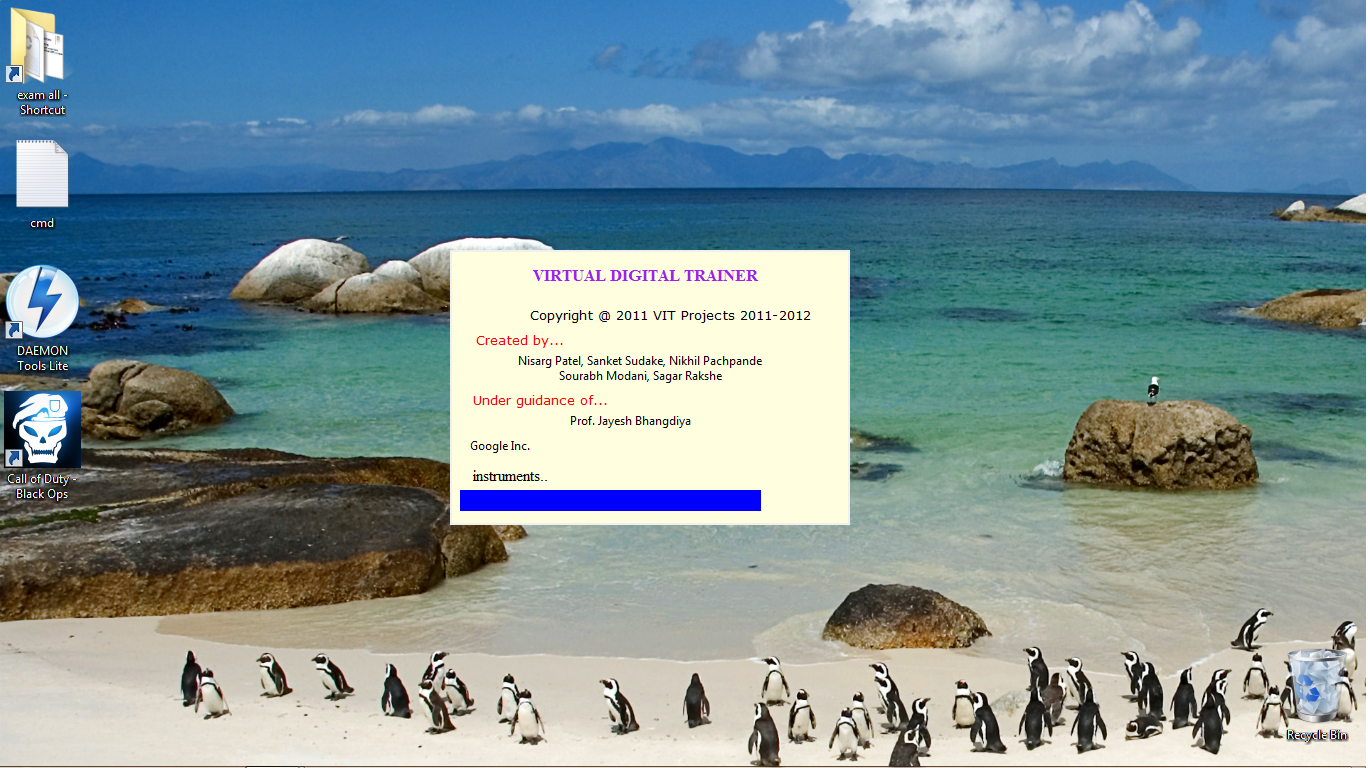 exam all -
Shortcut
cmd
DAEMON
Tools Lite
Call of Duty -
Black Ops
VIRTUAL DIGITAL TRAINER
Copyright @ 2011 VIT Projects 2011-2012
Created by...
Nisarg Patel, Sanket Sudake, Nikhil Pachpande
Sourabh Modani, Sagar Rakshe
Under guidance of...
Prof. Jayesh Bhangdiya
Google Inc.
instruments..
Recycle Bin